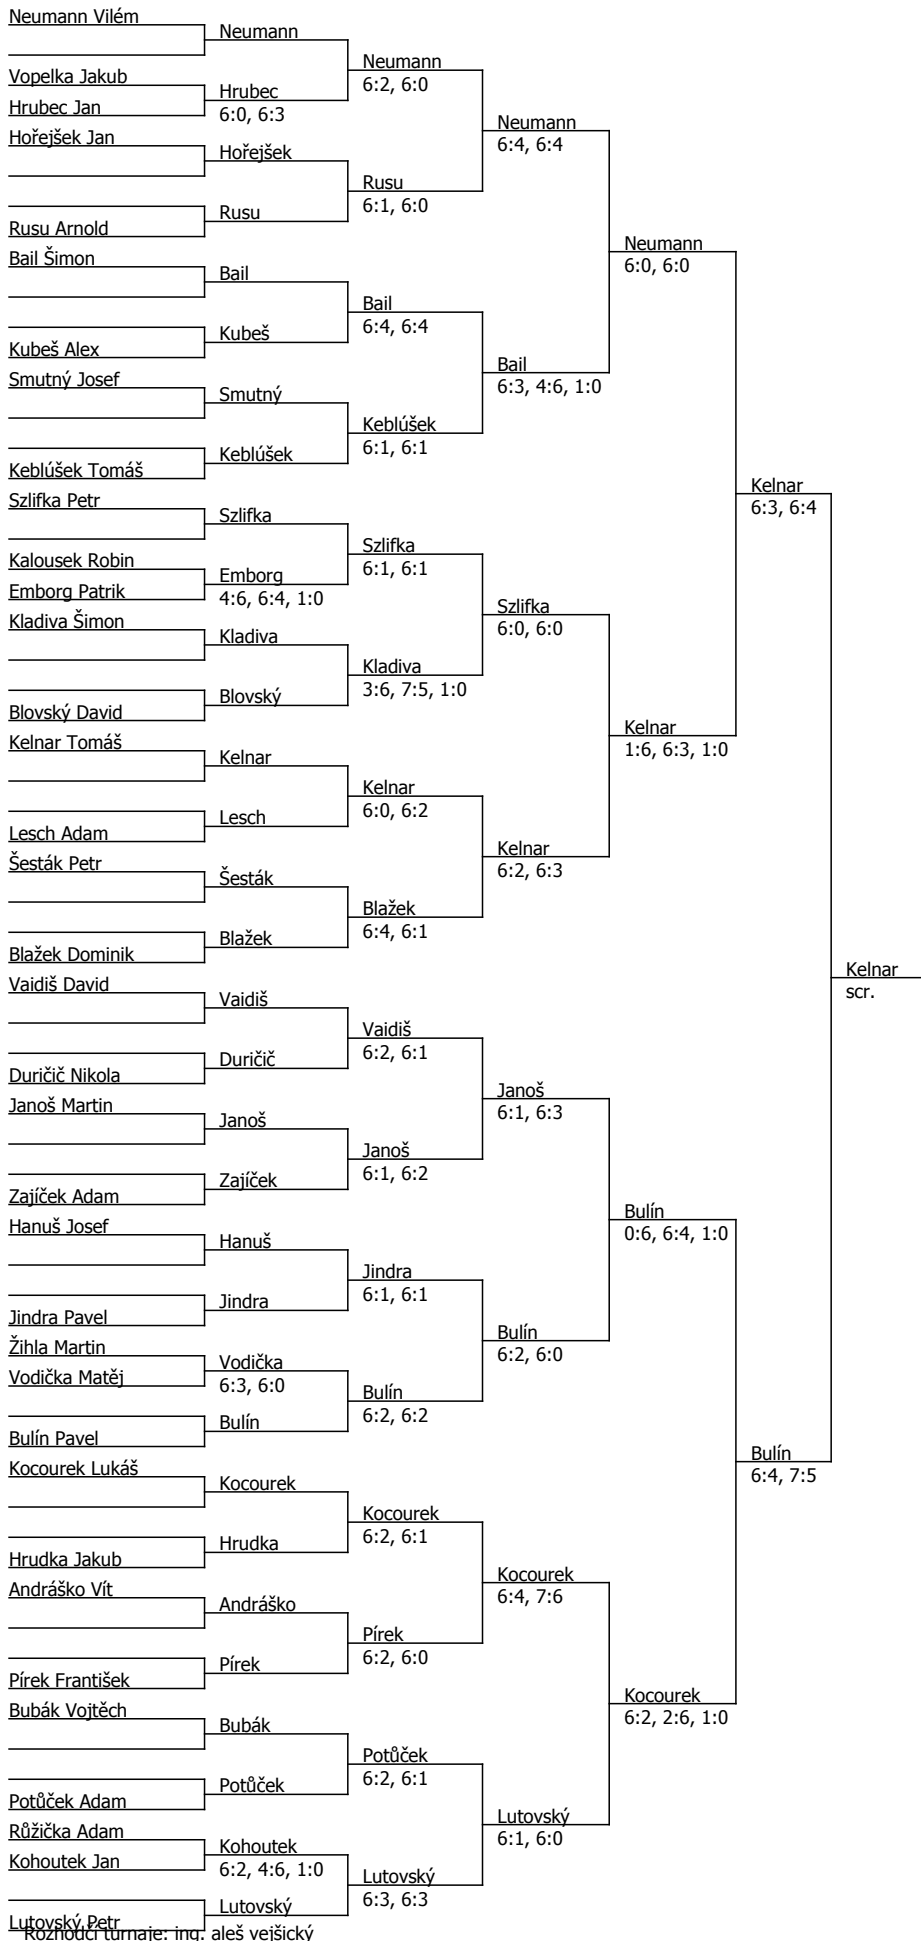 Neumann Vilém
Neumann
Neumann
6:2, 6:0
Vopelka Jakub
Hrubec
6:0, 6:3
Hrubec Jan
Neumann
6:4, 6:4
Hořejšek Jan
Hořejšek
Rusu
6:1, 6:0
Rusu
Rusu Arnold
Neumann
6:0, 6:0
Bail Šimon
Bail
Bail
6:4, 6:4
Kubeš
Kubeš Alex
Bail
6:3, 4:6, 1:0
Smutný Josef
Smutný
Keblúšek
6:1, 6:1
Keblúšek
Keblúšek Tomáš
Kelnar
6:3, 6:4
Szlifka Petr
Szlifka
Szlifka
6:1, 6:1
Kalousek Robin
Emborg
4:6, 6:4, 1:0
Emborg Patrik
Szlifka
6:0, 6:0
Kladiva Šimon
Kladiva
Kladiva
3:6, 7:5, 1:0
Blovský
Blovský David
Kelnar
1:6, 6:3, 1:0
Kelnar Tomáš
Kelnar
Kelnar
6:0, 6:2
Lesch
Lesch Adam
Kelnar
6:2, 6:3
Šesták Petr
Šesták
Blažek
6:4, 6:1
Blažek
Blažek Dominik
Kelnar
scr.
Vaidiš David
Vaidiš
Vaidiš
6:2, 6:1
Duričič
Duričič Nikola
Janoš
6:1, 6:3
Janoš Martin
Janoš
Janoš
6:1, 6:2
Zajíček
Zajíček Adam
Bulín
0:6, 6:4, 1:0
Hanuš Josef
Hanuš
Jindra
6:1, 6:1
Jindra
Jindra Pavel
Bulín
6:2, 6:0
Žihla Martin
Vodička
6:3, 6:0
Vodička Matěj
Bulín
6:2, 6:2
Bulín
Bulín Pavel
Bulín
6:4, 7:5
Kocourek Lukáš
Kocourek
Kocourek
6:2, 6:1
Hrudka
Hrudka Jakub
Kocourek
6:4, 7:6
Andráško Vít
Andráško
Pírek
6:2, 6:0
Pírek
Pírek František
Kocourek
6:2, 2:6, 1:0
Bubák Vojtěch
Bubák
Potůček
6:2, 6:1
Potůček
Potůček Adam
Lutovský
6:1, 6:0
Růžička Adam
Kohoutek
6:2, 4:6, 1:0
Kohoutek Jan
Lutovský
6:3, 6:3
Lutovský
Lutovský Petr
Rozhodčí turnaje: ing. aleš vejšický